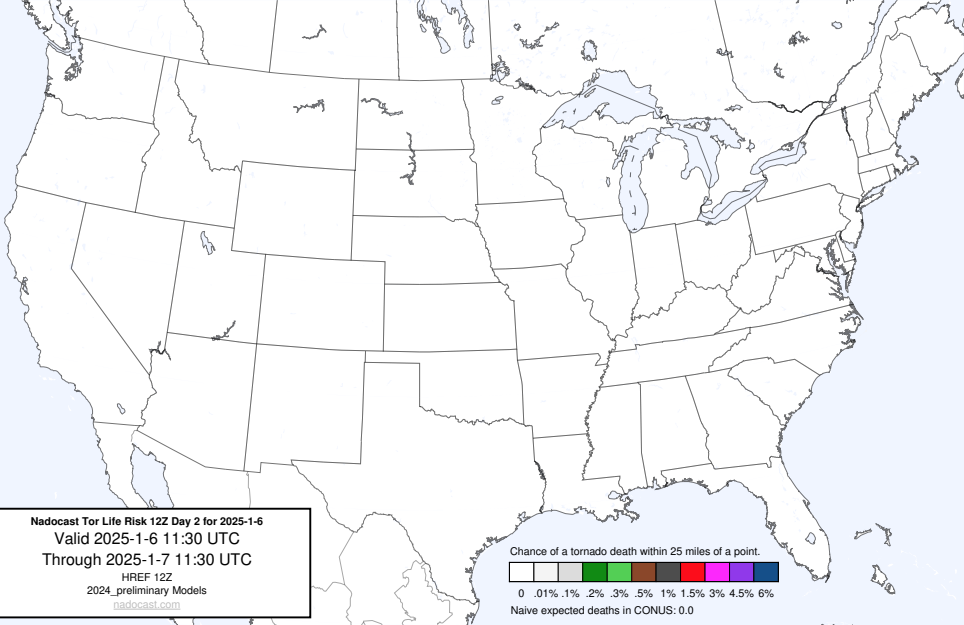 Nadocast Tor Life Risk 12Z Day 2 for 2025-1-6
Valid 2025-1-6 11:30 UTC
Through 2025-1-7 11:30 UTC
HREF 12Z
2024_preliminary Models
nadocast.com
Chance of a tornado death within 25 miles of a point.
0 .01% .1% .2% .3% .5% 1% 1.5% 3% 4.5% 6%
Naive expected deaths in CONUS: 0.0